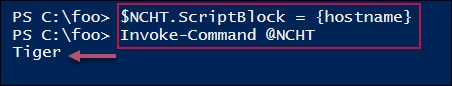 PS C:\foo> $NCHT.ScriptBlock = {hostname}
PS C:\foo> Invoke-Command @NCHT
Tiger